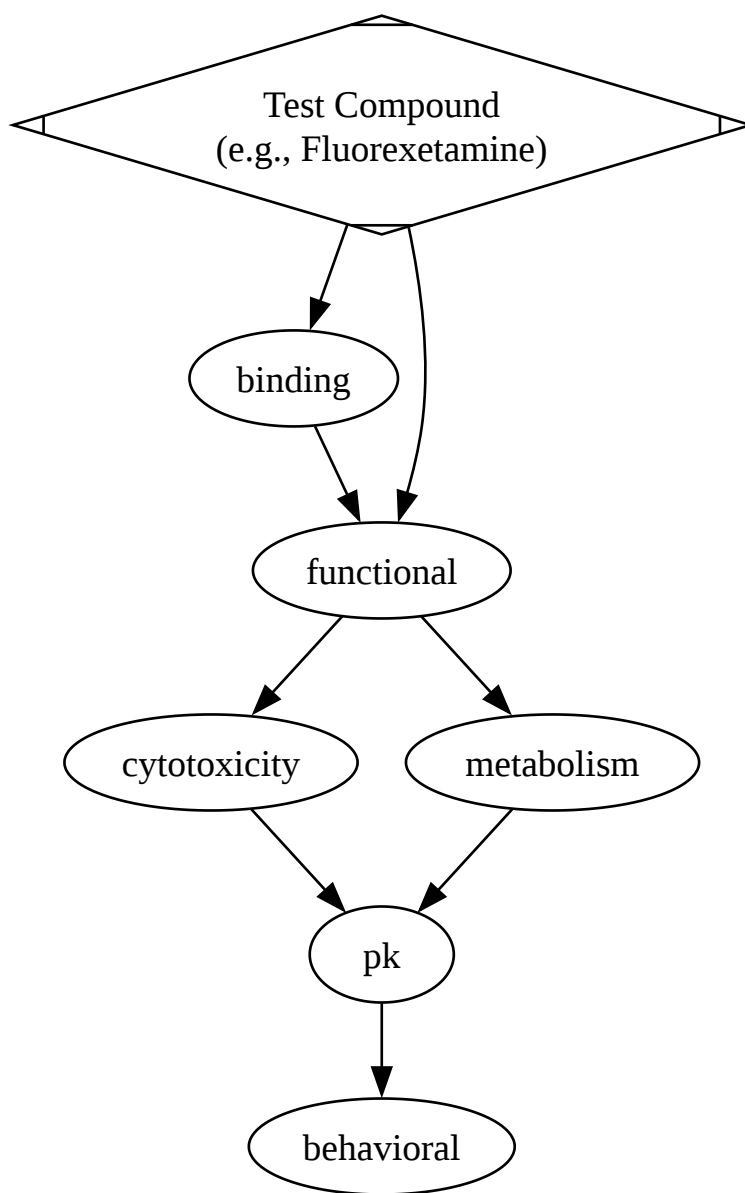 Test Compound
(e.g., Fluorexetamine)
binding
functional
cytotoxicity
metabolism
pk
behavioral